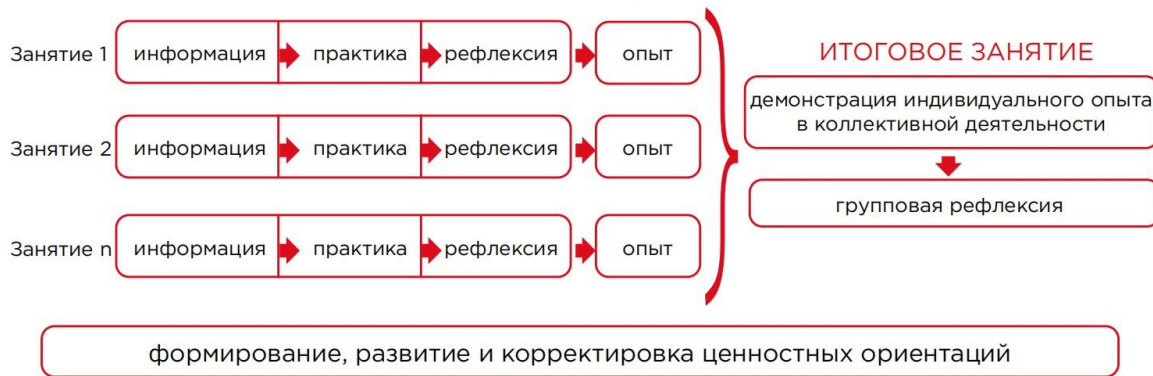 Занятие 1 информация практика рефлексия опыт
Занятие 2 информация практика рефлексия опыт
Занятие n информация практика рефлексия опыт
ИТОГОВОЕ ЗАНЯТИЕ
демонстрация индивидуального опыта
в коллективной деятельности
групповая рефлексия
формирование, развитие и корректировка ценностных ориентаций